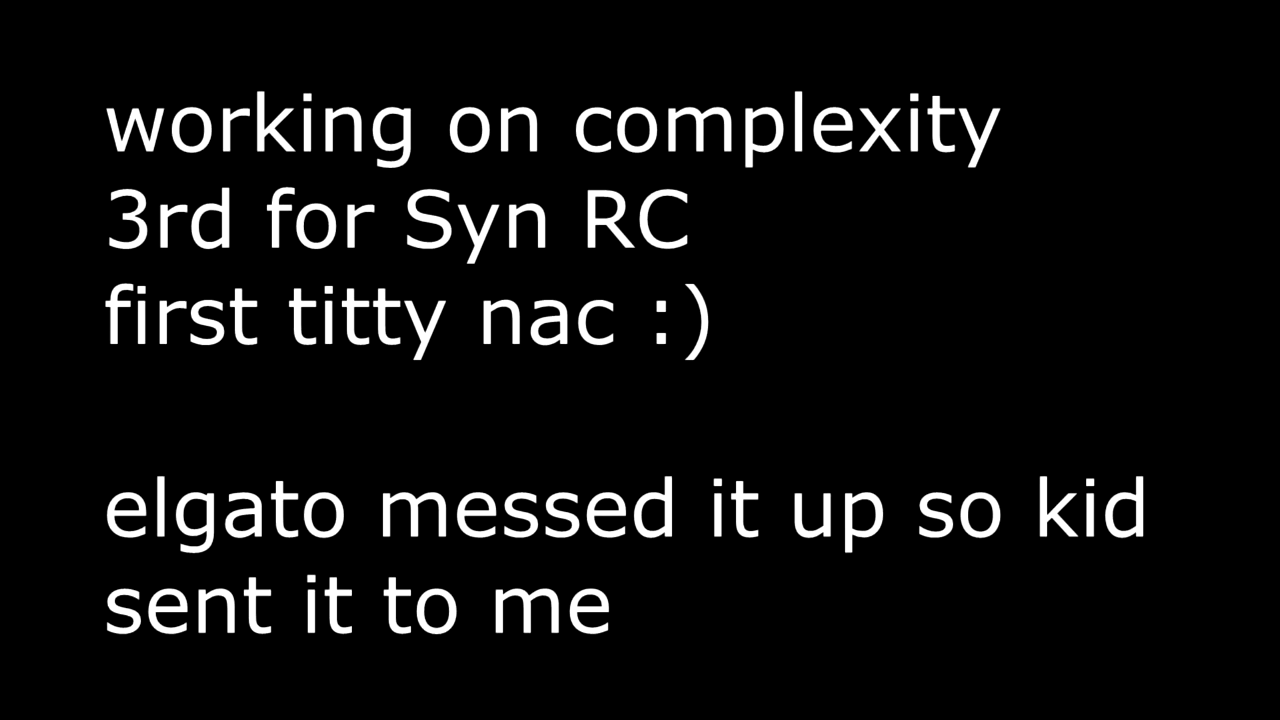 working on complexity
3rd for Syn RC
first titty nac :)
elgato messed it up so kid
sent it to me